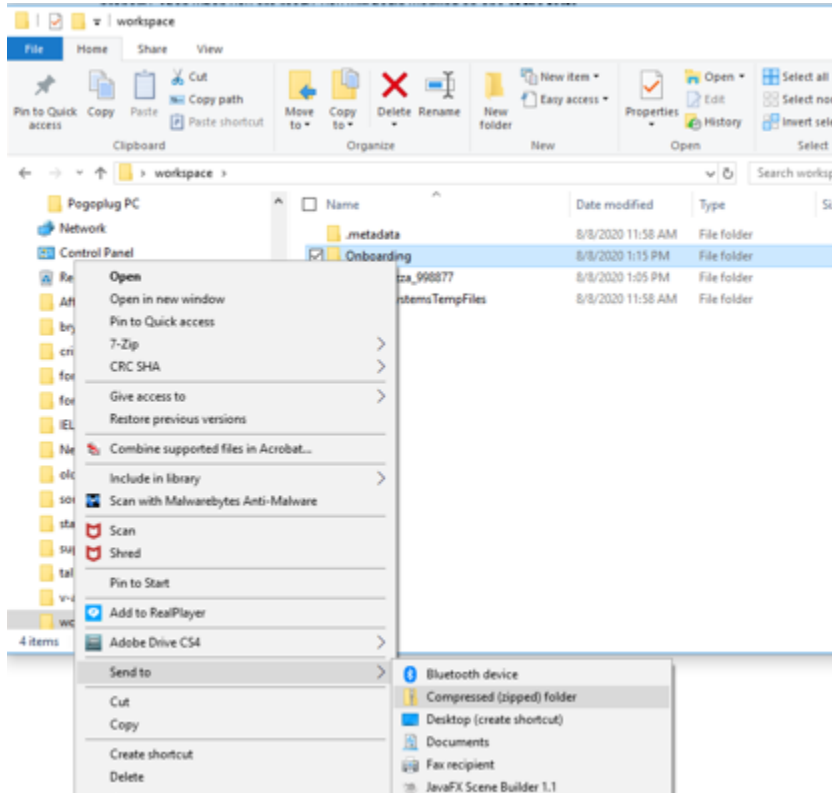 workspace
File Home Share View
Pin to Quick access
Copy
Paste
Cut
Copy path
Paste shortcut
Clipboard
Move to
Copy to
Delete
Rename
Organize
New folder
New item
Easy access
New
Properties
Open
Edit
History
Open
Select all
Select
workspace
Pogoplug PC
Network
Control Panel
Name Date modified Type
.metadata 8/8/2020 11:58 AM File folder
Onboarding 8/8/2020 1:15 PM File folder
zza_998877 8/8/2020 1:05 PM File folder
stemsTempFiles 8/8/2020 11:58 AM File folder
4 items
Open
Open in new window
Pin to Quick access
7-Zip
CRC SHA
Give access to
Restore previous versions
Combine supported files in Acrobat...
Include in library
Scan with Malwarebytes Anti-Malware
Scan
Shred
Pin to Start
Add to RealPlayer
Adobe Drive CS4
Send to
Cut
Copy
Create shortcut
Delete
Bluetooth device
Compressed (zipped) folder
Desktop (create shortcut)
Documents
Fax recipient
JavaFX Scene Builder 1.1